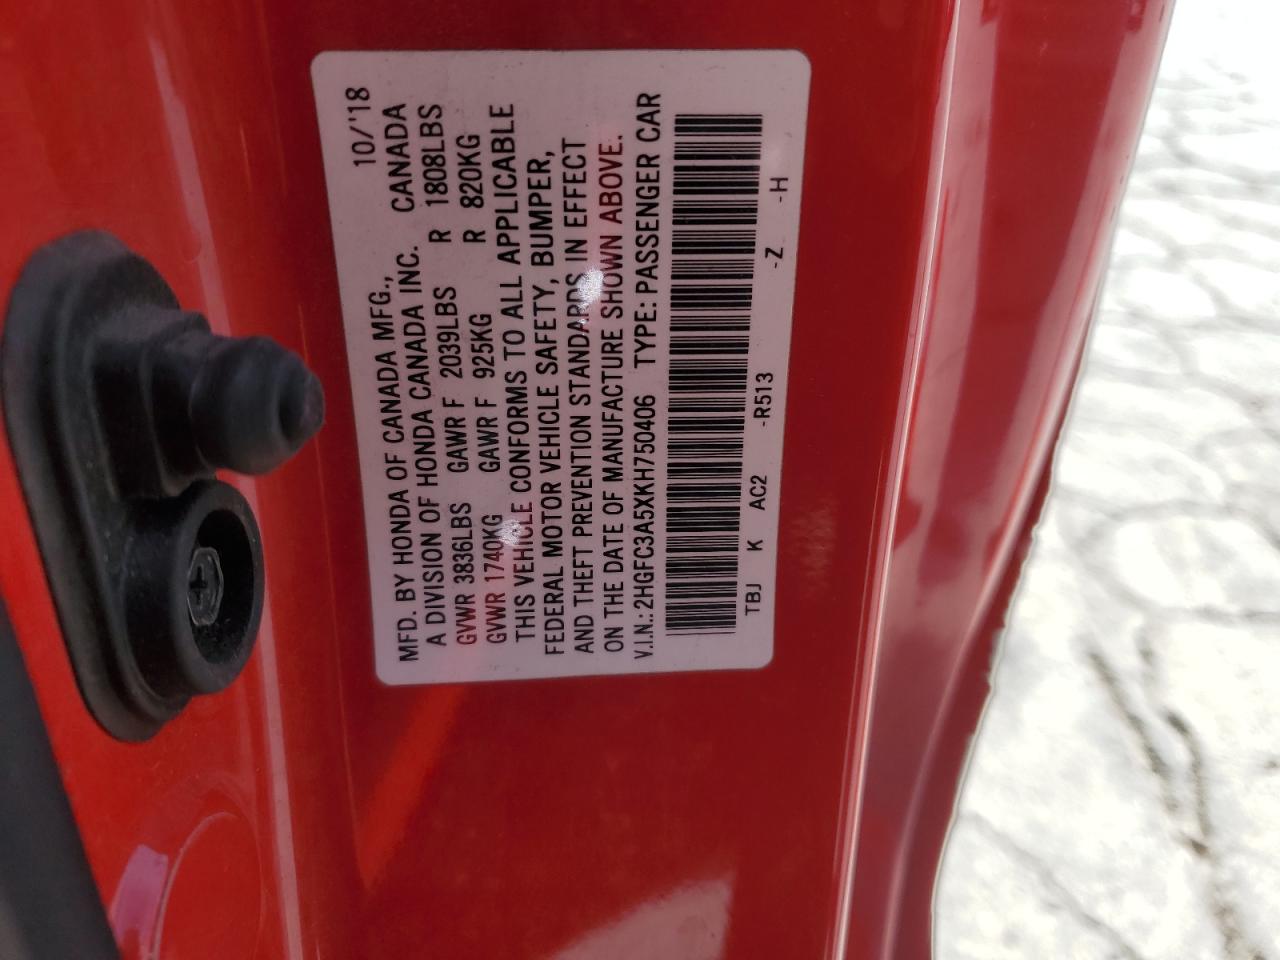 10/'18
MFD. BY HONDA OF CANADA MFG.,
A DIVISION OF HONDA CANADA INC. CANADA
GVWR 3836LBS GAWR F 2039LBS R 1808LBS
GVWR 1740KG GAWR F 925KG R 820KG
THIS VEHICLE CONFORMS TO ALL APPLICABLE
FEDERAL MOTOR VEHICLE SAFETY, BUMPER,
AND THEFT PREVENTION STANDARDS IN EFFECT
ON THE DATE OF MANUFACTURE SHOWN ABOVE.
V.I.N.: 2HGFC3A5XKH750406 TYPE: PASSENGER CAR
TBJ K AC2 -R513 -Z -H